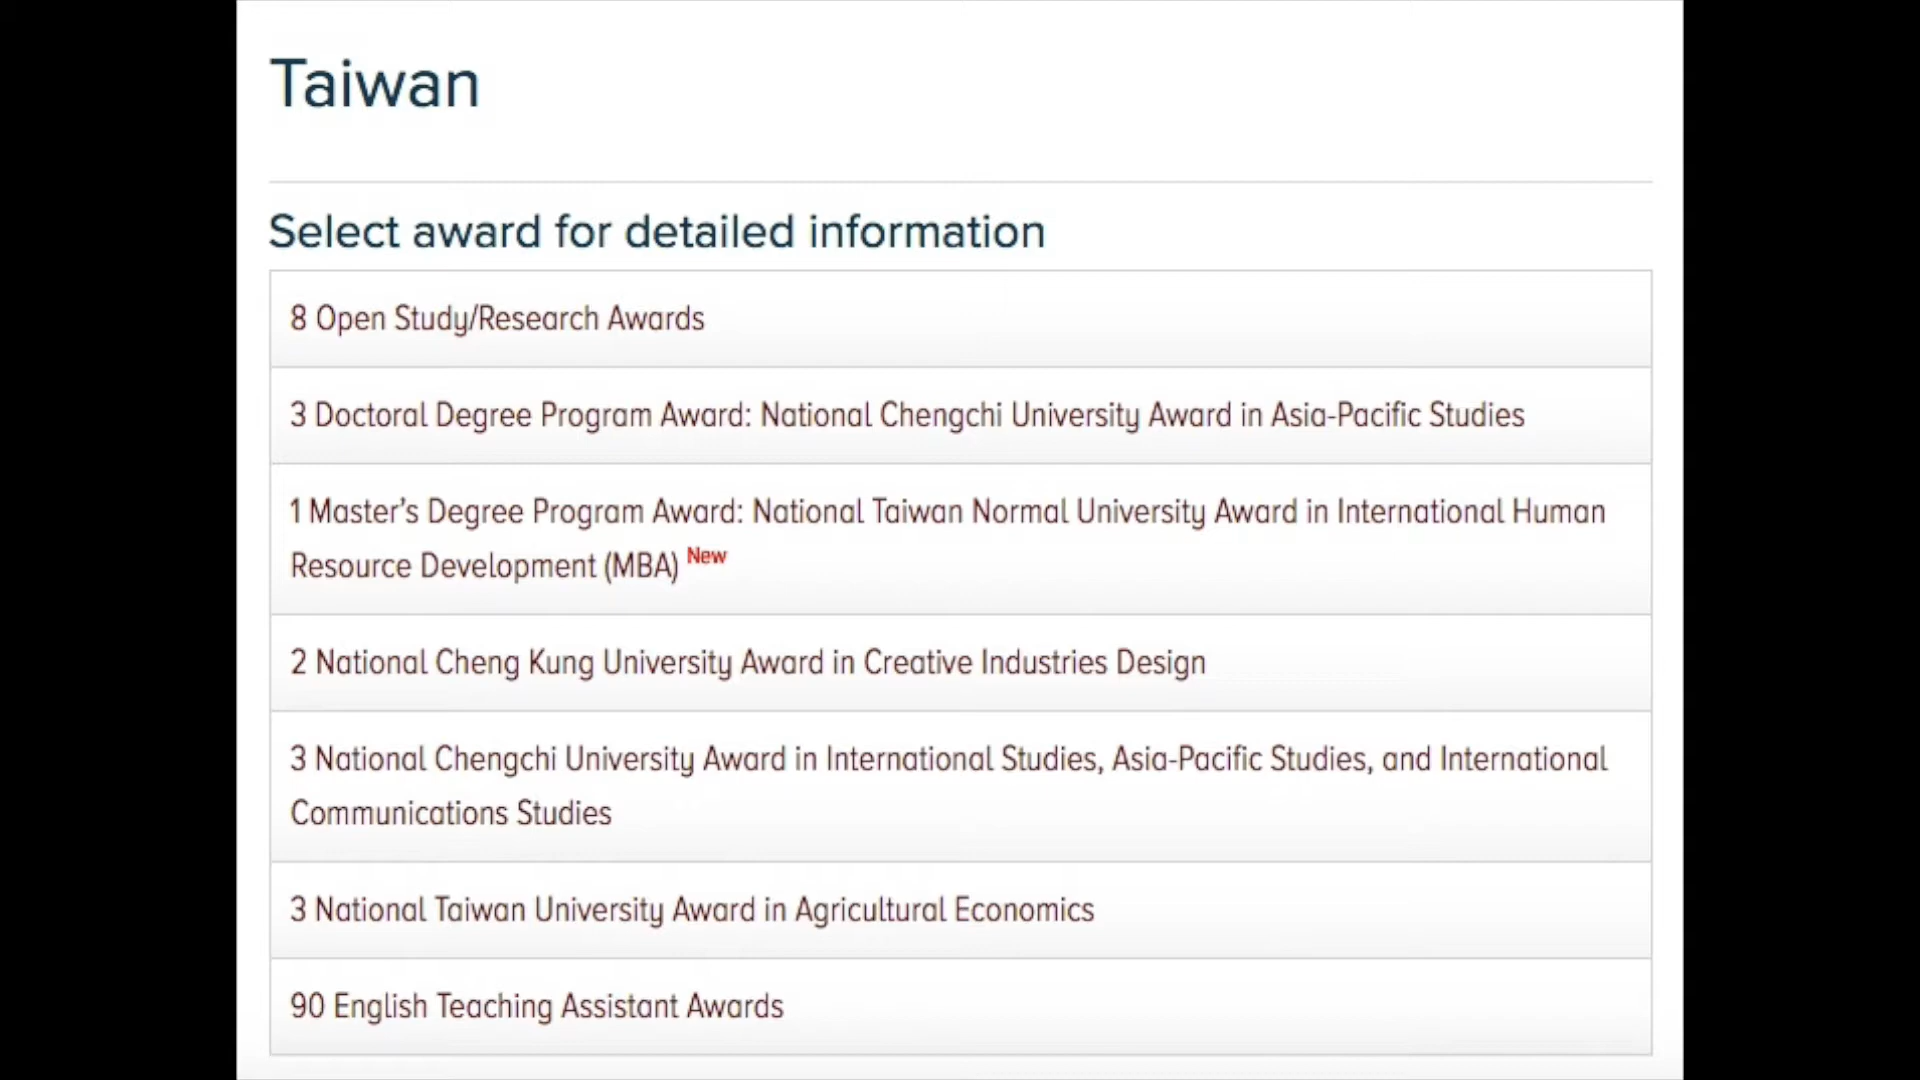 Taiwan
Select award for detailed information
8 Open Study/Research Awards
3 Doctoral Degree Program Award: National Chengchi University Award in Asia-Pacific Studies
1 Master’s Degree Program Award: National Taiwan Normal University Award in International Human
Resource Development (MBA) New
2 National Cheng Kung University Award in Creative Industries Design
3 National Chengchi University Award in International Studies, Asia-Pacific Studies, and International
Communications Studies
3 National Taiwan University Award in Agricultural Economics
90 English Teaching Assistant Awards